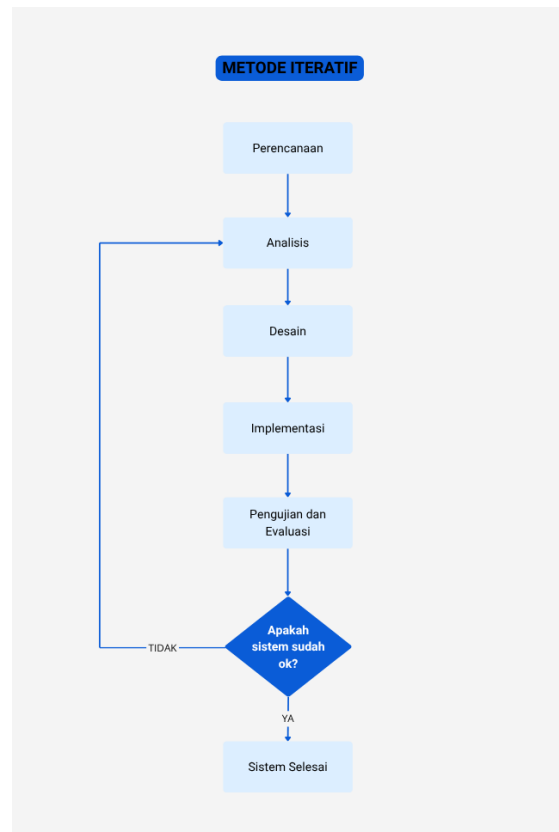 METODE ITERATIF
Perencanaan
Analisis
Desain
Implementasi
Pengujian dan
Evaluasi
Apakah
sistem sudah
ok?
TIDAK
YA
Sistem Selesai